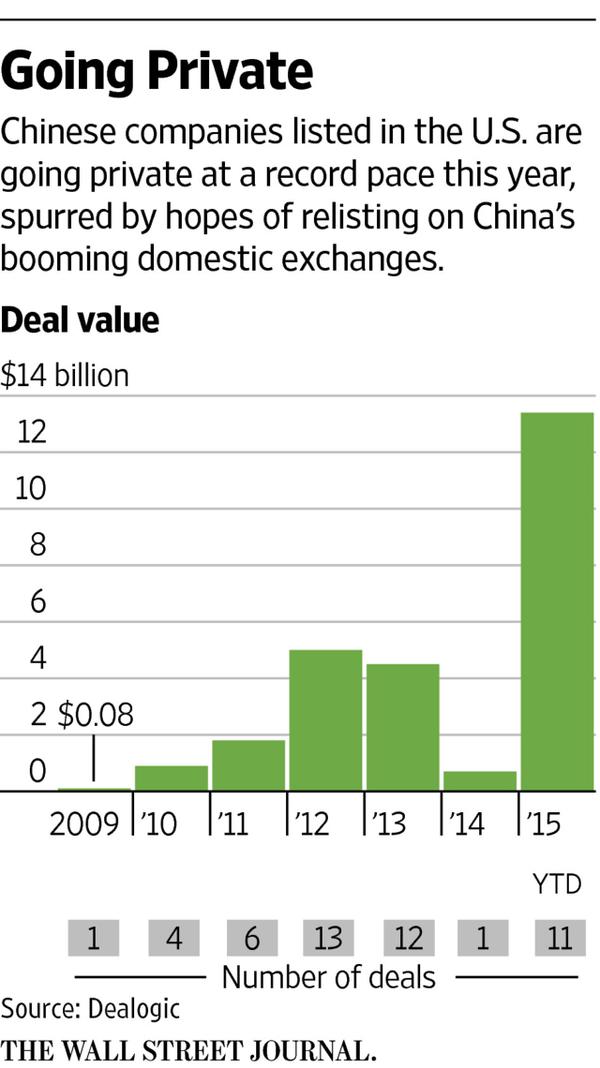 Going Private
Chinese companies listed in the U.S. are
going private at a record pace this year,
spurred by hopes of relisting on China’s
booming domestic exchanges.
Deal value
$14 billion
12
10
8
6
4
2 $0.08
0
2009 ’10 ’11 ’12 ’13 ’14 ’15
YTD
1 4 6 13 12 1 11
Number of deals
Source: Dealogic
THE WALL STREET JOURNAL.